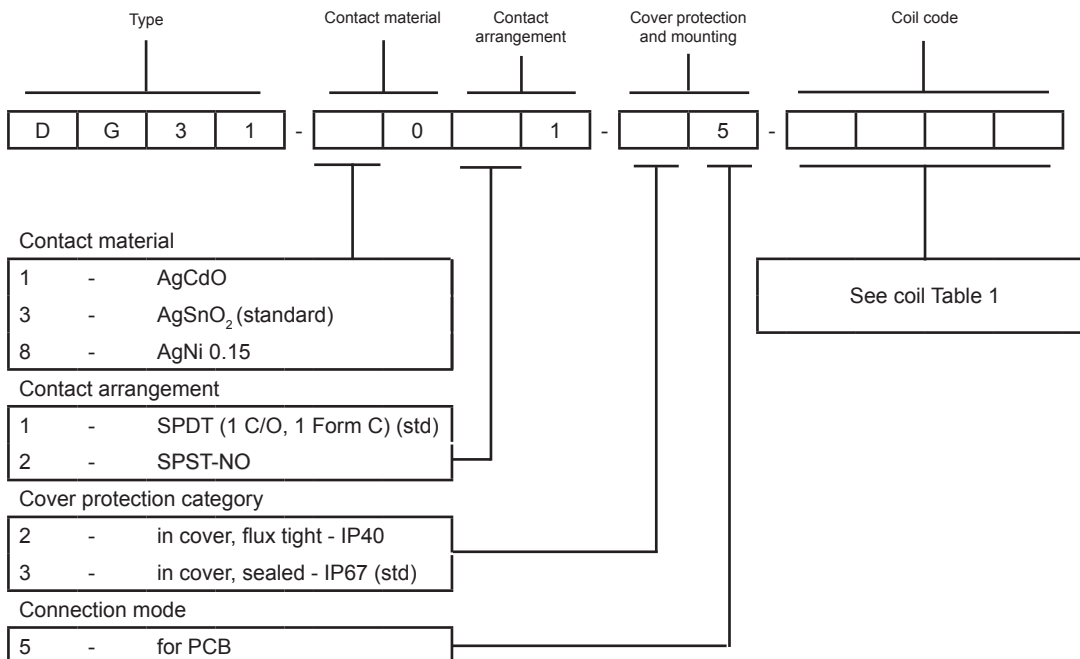 Type
Contact material
Contact
arrangement
Cover protection
and mounting
Coil code
D G 3 1 - 0 1 - 5 -
Contact material
1 - AgCdO
3 - AgSnO2 (standard)
8 - AgNi 0.15
See coil Table 1
Contact arrangement
1 - SPDT (1 C/O, 1 Form C) (std)
2 - SPST-NO
Cover protection category
2 - in cover, flux tight - IP40
3 - in cover, sealed - IP67 (std)
Connection mode
5 - for PCB